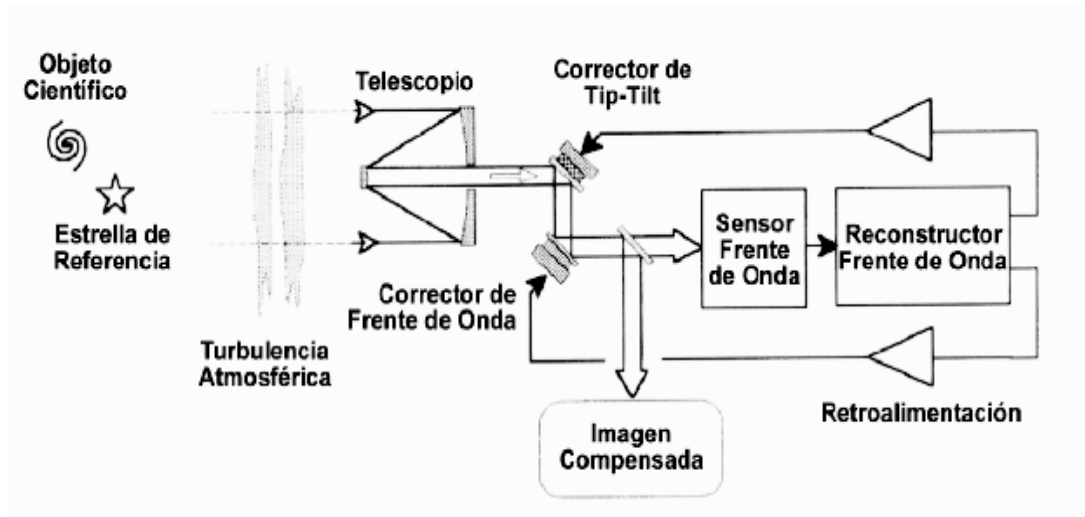 Objeto
Científico
Estrella de
Referencia
Turbulencia
Atmosférica
Telescopio
Corrector de
Tip-Tilt
Corrector de
Frente de Onda
Sensor
Frente
de Onda
Reconstructor
Frente de Onda
Retroalimentación
Imagen
Compensada